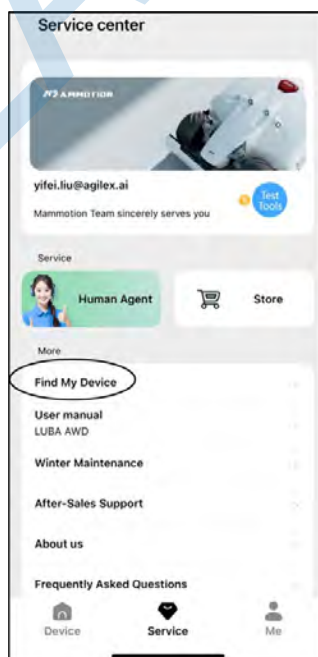 Service center
MAMMOTION
yifei.liu@agilex.ai
Mammotion Team sincerely serves you
Test
Tools
Service
Human Agent
Store
More
Find My Device
User manual
LUBA AWD
Winter Maintenance
After-Sales Support
About us
Frequently Asked Questions
Device
Service
Me